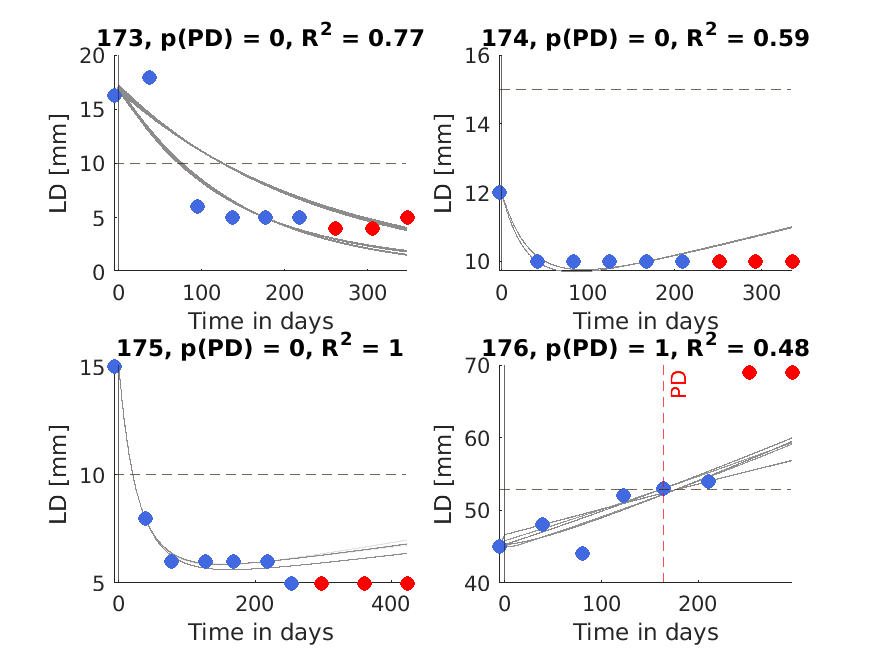 173, p(PD) = 0, R² = 0.77
20
15
10
5
0
LD [mm]
0 100 200 300
Time in days
174, p(PD) = 0, R² = 0.59
16
14
12
10
LD [mm]
0 100 200 300
Time in days
175, p(PD) = 0, R² = 1
15
10
5
LD [mm]
0 200 400
Time in days
176, p(PD) = 1, R² = 0.48
70
60
50
40
LD [mm]
PD
0 100 200
Time in days